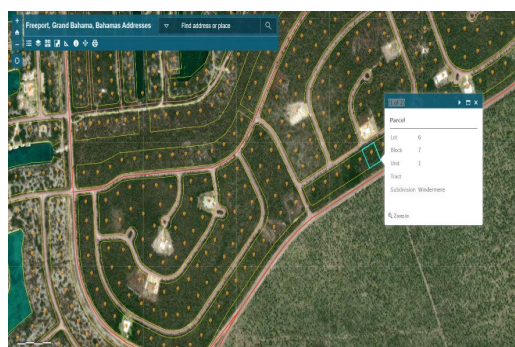 Freeport, Grand Bahama, Bahamas Addresses
Find address or place
Parcel
Lot 6
Block 7
Unit 1
Tract
Subdivision Windermere
Zoom to